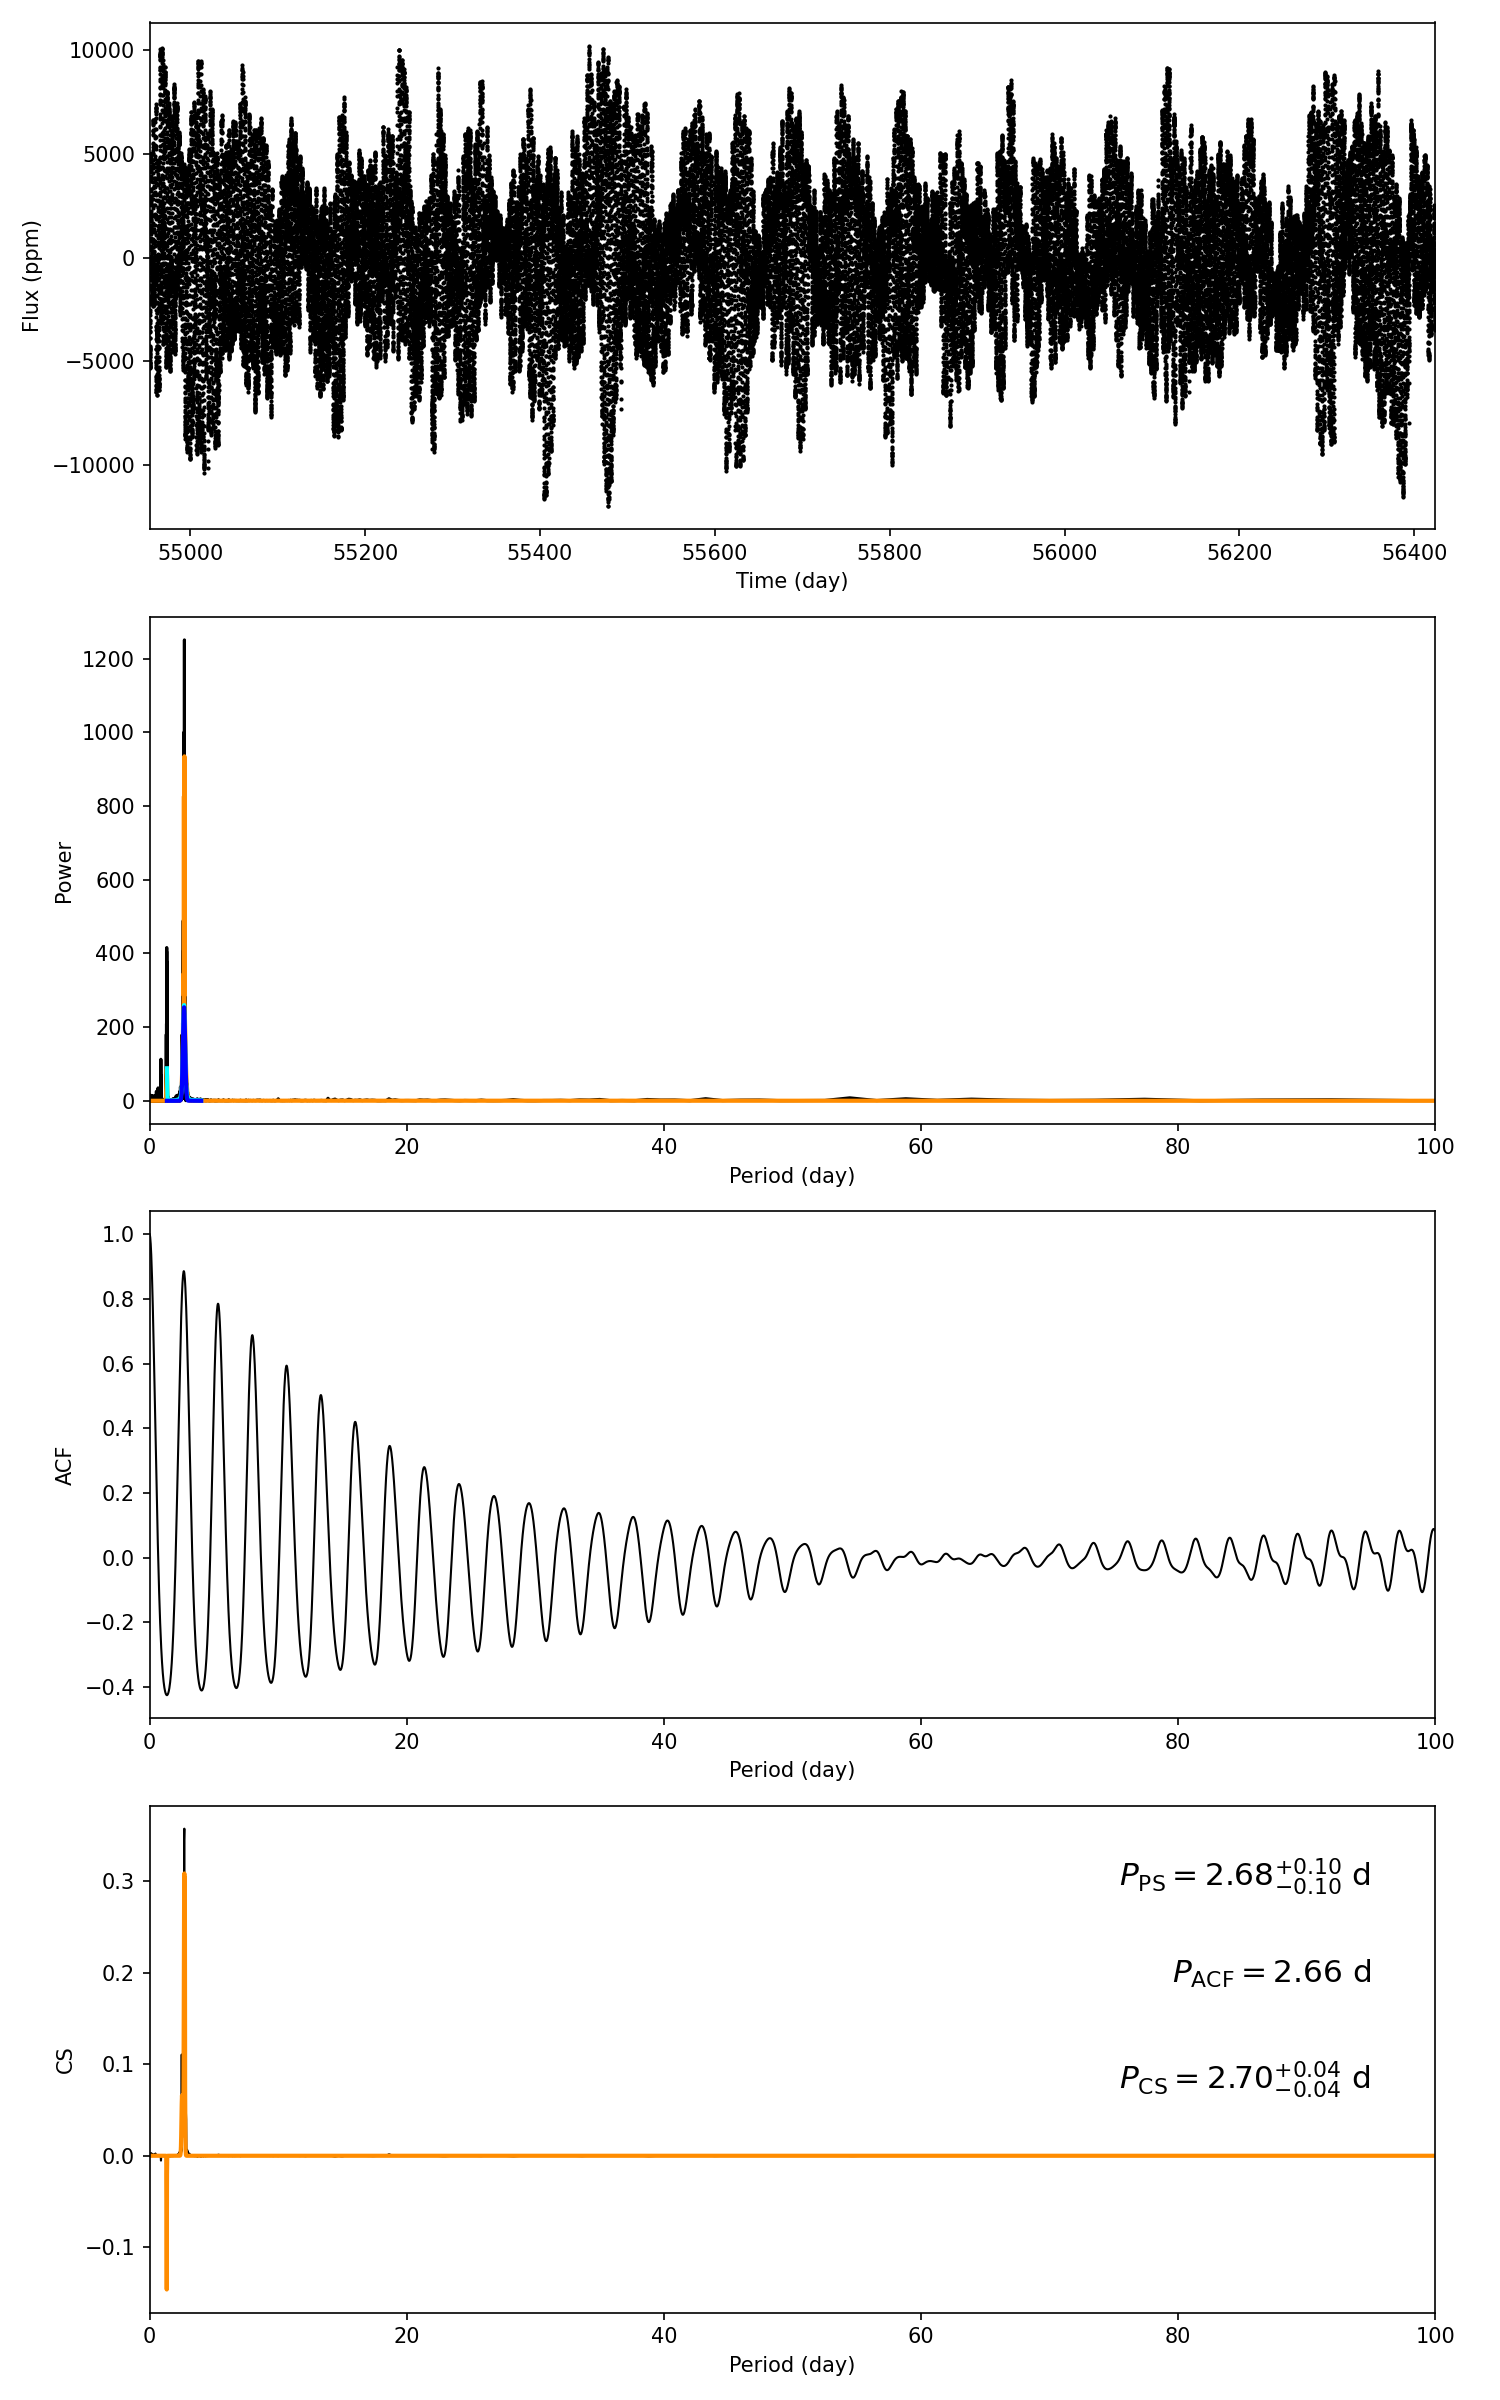 10000
5000
0
−5000
−10000
Flux (ppm)
55000 55200 55400 55600 55800 56000 56200 56400
Time (day)
1200
1000
800
600
400
200
0
Power
0 20 40 60 80 100
Period (day)
1.0
0.8
0.6
0.4
0.2
0.0
−0.2
−0.4
ACF
0 20 40 60 80 100
Period (day)
0.3
0.2
0.1
0.0
−0.1
CS
P_PS = 2.68^{+0.10}_{−0.10} d
P_ACF = 2.66 d
P_CS = 2.70^{+0.04}_{−0.04} d
0 20 40 60 80 100
Period (day)